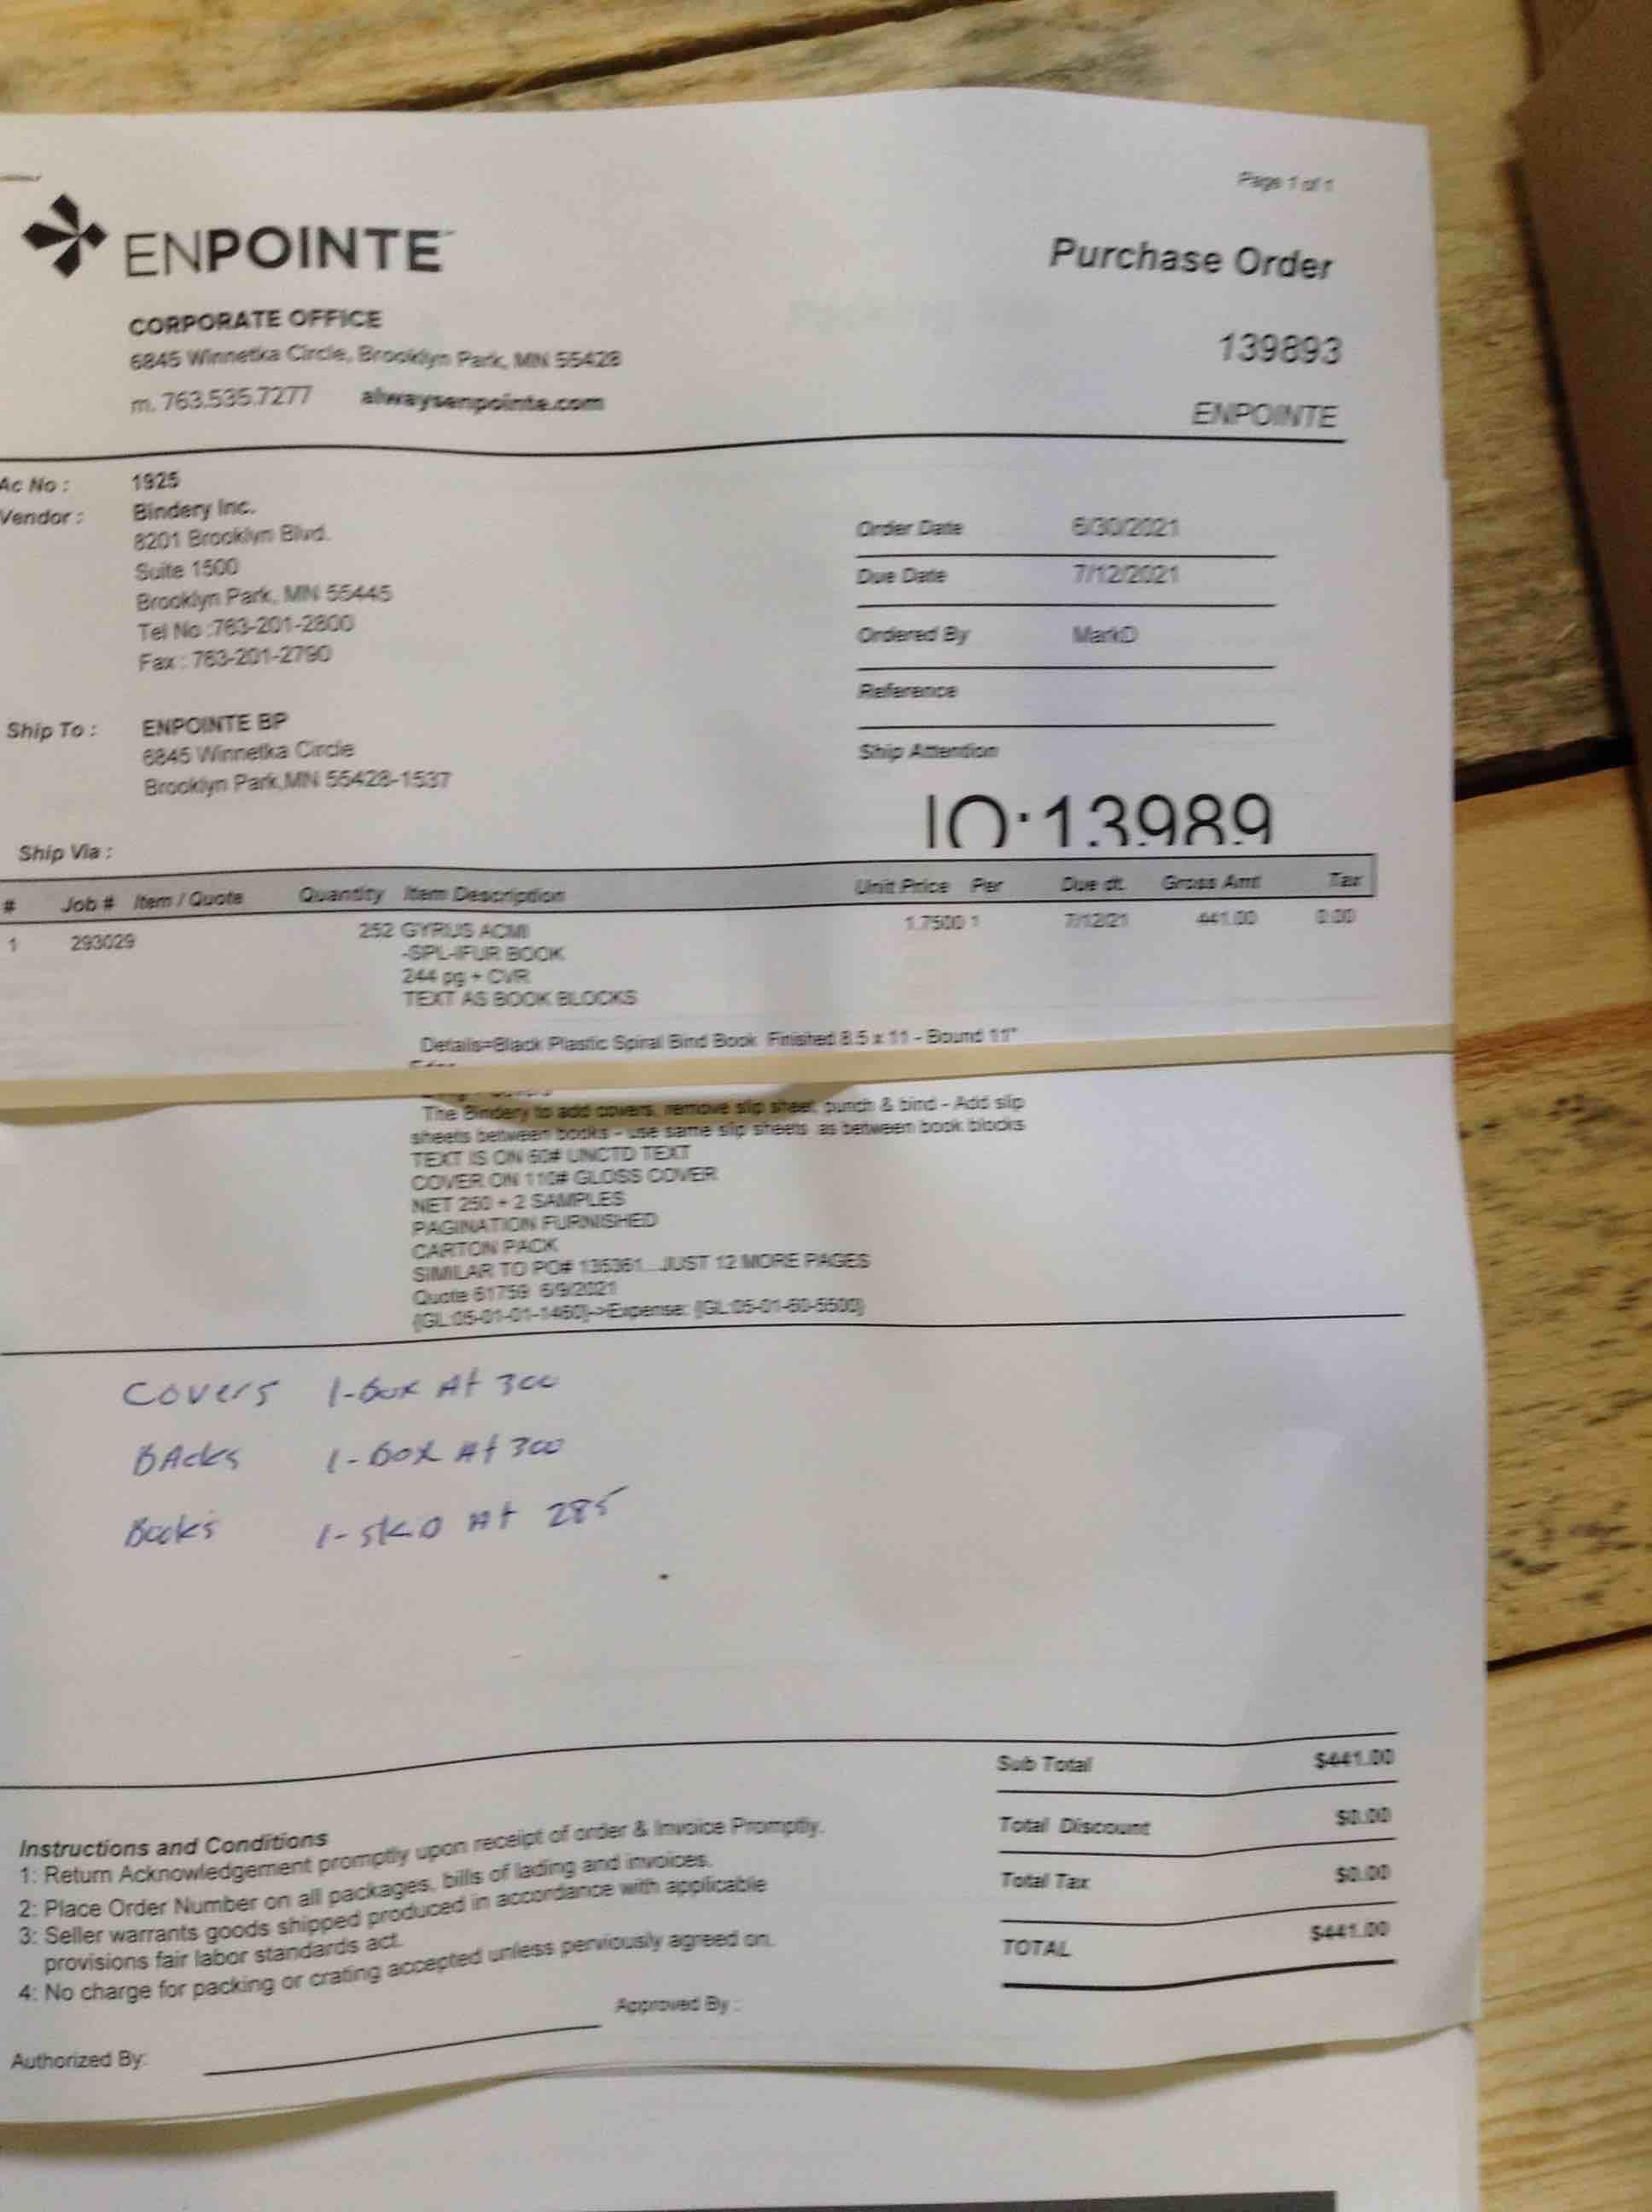 Page 1 of 1
ENPOINTE
Purchase Order
CORPORATE OFFICE
6845 Winnetka Circle, Brooklyn Park, MN 55428
139893
m. 763.535.7277 alwaysenpointe.com
ENPOINTE
Ac No : 1925
Vendor : Bindery Inc.
8201 Brooklyn Blvd.
Suite 1500
Brooklyn Park, MN 55445
Tel No :763-201-2800
Fax : 763-201-2790
Order Date 6/30/2021
Due Date 7/12/2021
Ordered By MarkD
Reference
Ship Attention
Ship To : ENPOINTE BP
6845 Winnetka Circle
Brooklyn Park,MN 55428-1537
13989
Ship Via :
# Job # Item / Quote Quantity Item Description Unit Price Per Due dt. Gross Amt Tax
1 293029 252 GYRUS ACMI 1.7500 1 7/12/21 441.00 0.00
-SPL-IFUR BOOK
244 pg + CVR
TEXT AS BOOK BLOCKS
Details=Black Plastic Spiral Bind Book Finished 8.5 x 11 - Bound 11"
The Bindery to add covers, remove slip sheet, punch & bind - Add slip
sheets between books - use same slip sheets as between book blocks
TEXT IS ON 60# UNCTD TEXT
COVER ON 110# GLOSS COVER
NET 250 + 2 SAMPLES
PAGINATION FURNISHED
CARTON PACK
SIMILAR TO PO# 135361...JUST 12 MORE PAGES
Quote 61759 6/9/2021
{GL:05-01-01-1460}->Expense: {GL:05-01-60-5500}
Covers 1-Box At 300
BAcks 1-Box At 300
Books 1-SKD At 285
Sub Total $441.00
Total Discount $0.00
Total Tax $0.00
TOTAL $441.00
Instructions and Conditions
1: Return Acknowledgement promptly upon receipt of order & Invoice Promptly.
2: Place Order Number on all packages, bills of lading and invoices.
3: Seller warrants goods shipped produced in accordance with applicable
provisions fair labor standards act.
4: No charge for packing or crating accepted unless perviously agreed on.
Approved By :
Authorized By: